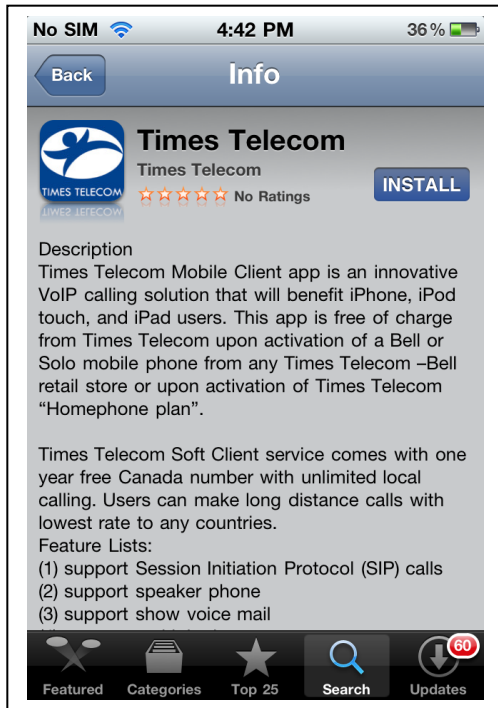 No SIM 4:42 PM 36%
Back Info
Times Telecom
Times Telecom
No Ratings
INSTALL
TIMES TELECOM
Description
Times Telecom Mobile Client app is an innovative
VoIP calling solution that will benefit iPhone, iPod
touch, and iPad users. This app is free of charge
from Times Telecom upon activation of a Bell or
Solo mobile phone from any Times Telecom –Bell
retail store or upon activation of Times Telecom
“Homephone plan”.
Times Telecom Soft Client service comes with one
year free Canada number with unlimited local
calling. Users can make long distance calls with
lowest rate to any countries.
Feature Lists:
(1) support Session Initiation Protocol (SIP) calls
(2) support speaker phone
(3) support show voice mail
60
Featured Categories Top 25 Search Updates